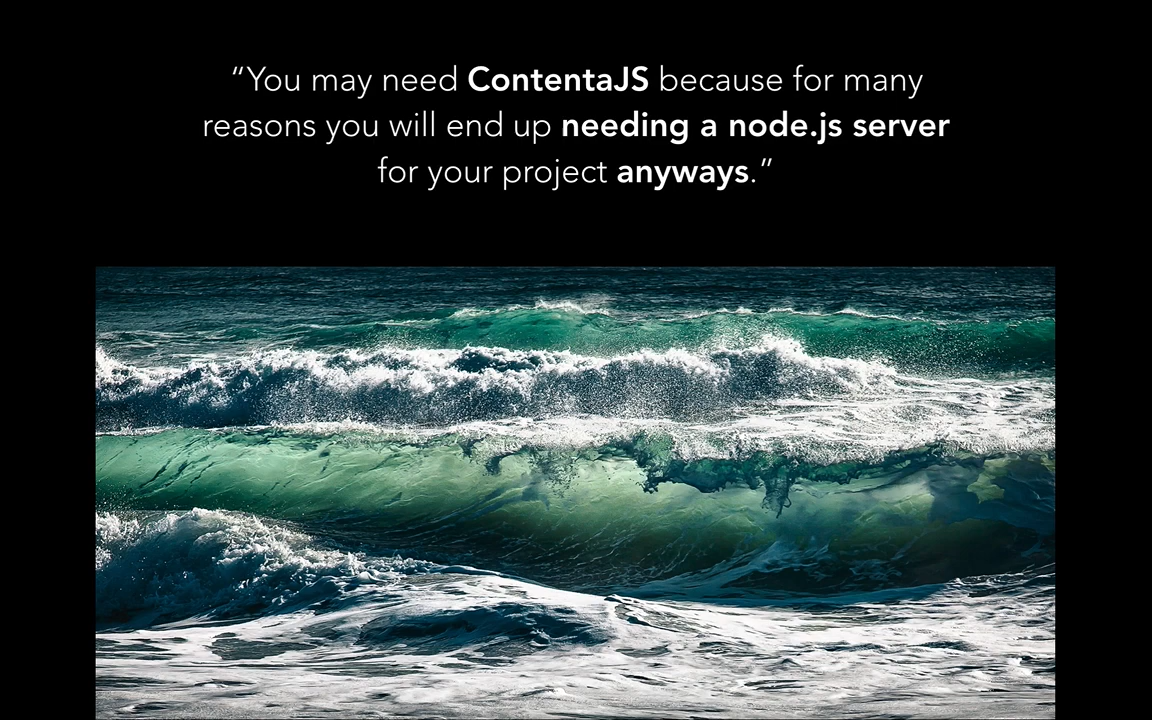 “You may need ContentaJS because for many
reasons you will end up needing a node.js server
for your project anyways.”